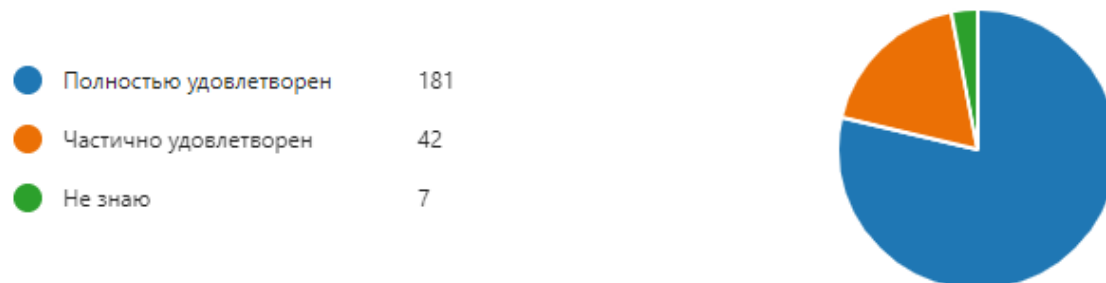 Полностью удовлетворен 181
Частично удовлетворен 42
Не знаю 7